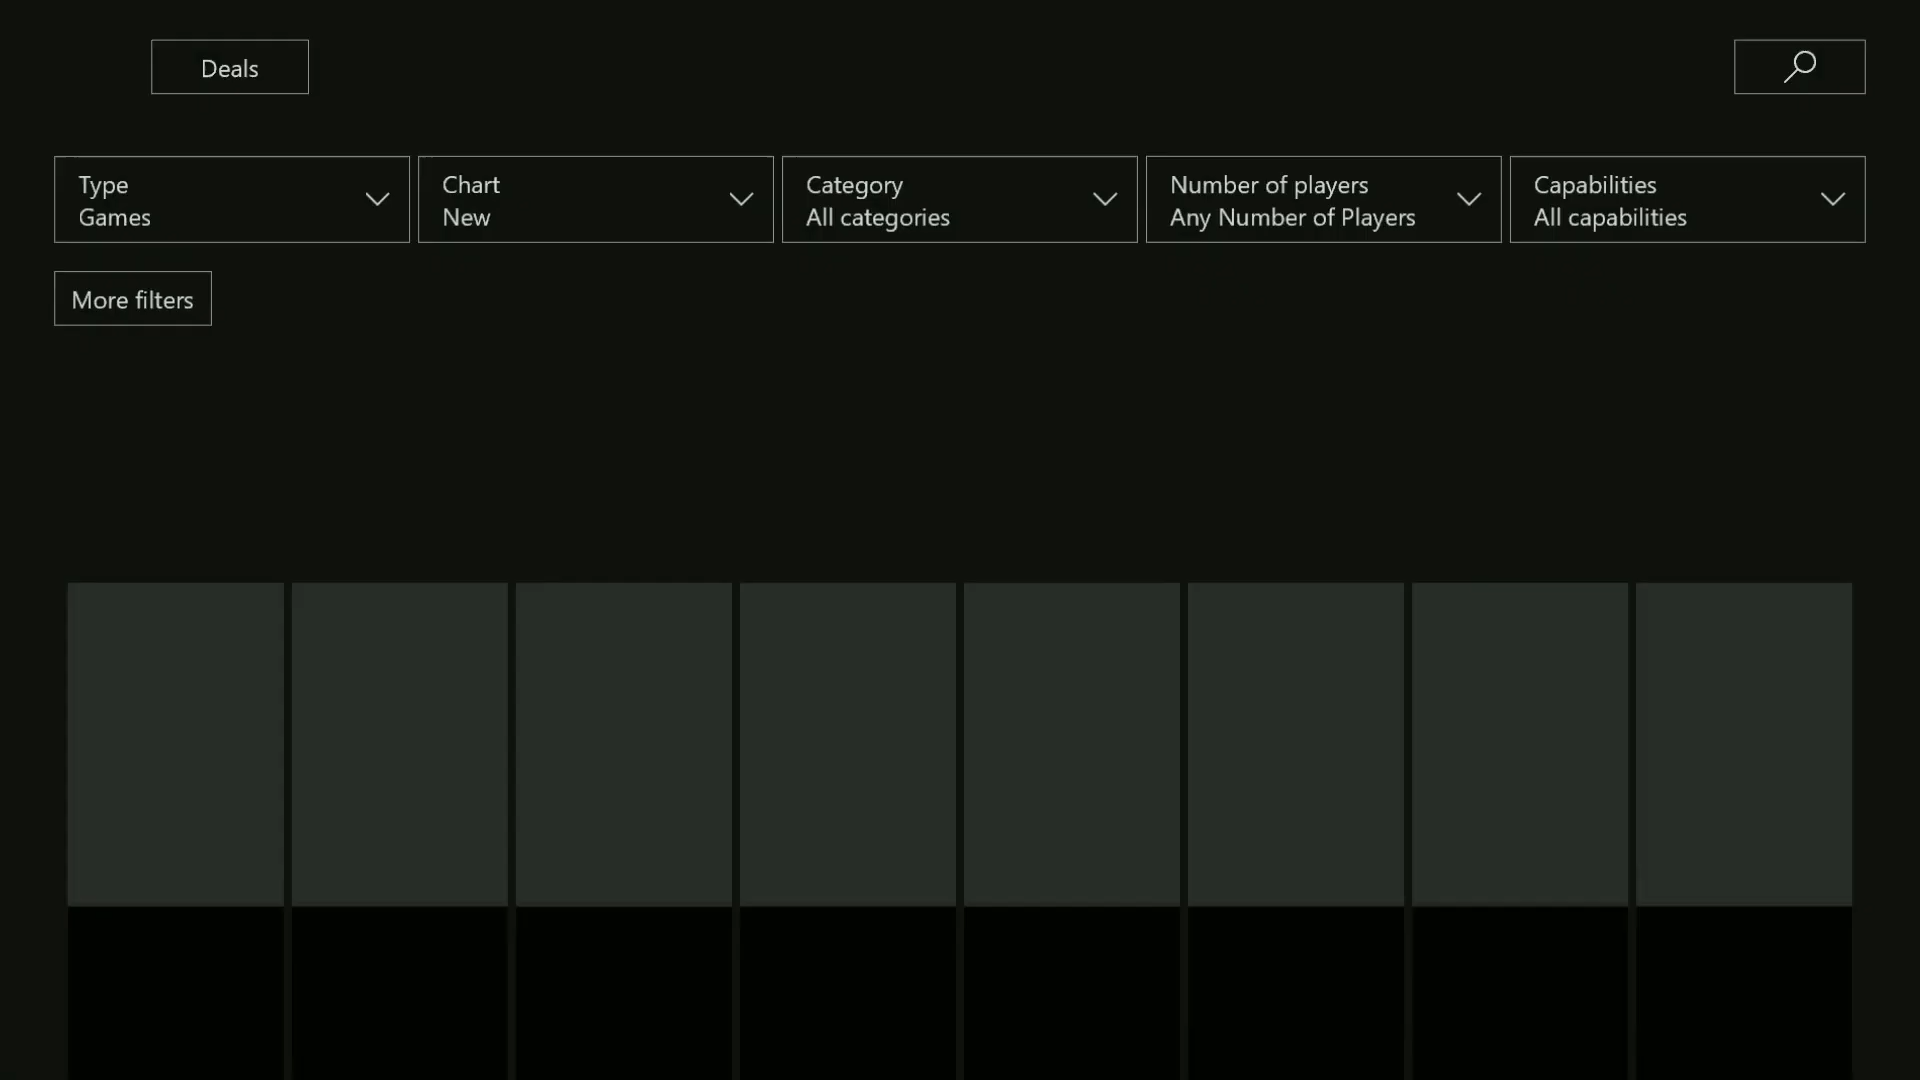 Deals
Type
Games
Chart
New
Category
All categories
Number of players
Any Number of Players
Capabilities
All capabilities
More filters